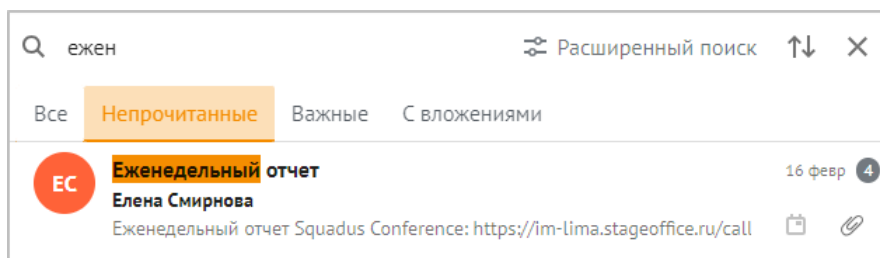 ежен Расширенный поиск
Все Непрочитанные Важные С вложениями
ЕС Еженедельный отчет 16 февр 4
Елена Смирнова
Еженедельный отчет Squadus Conference: https://im-lima.stageoffice.ru/call